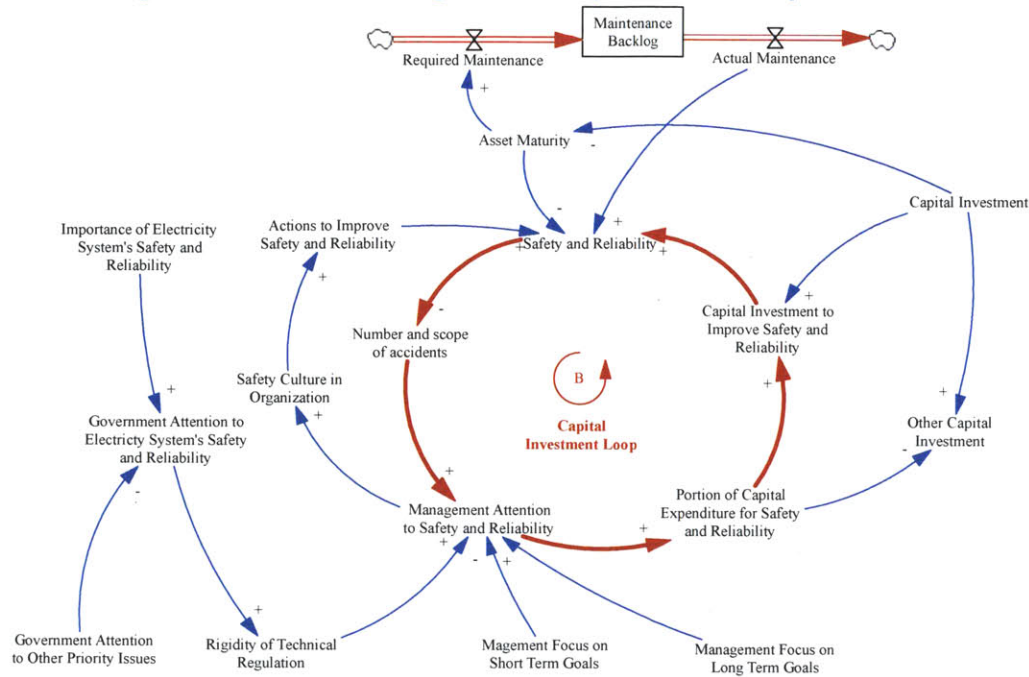 Maintenance
Backlog
Required Maintenance
Actual Maintenance
+
Asset Maturity
-
Capital Investment
Importance of Electricity
System's Safety and
Reliability
Actions to Improve
Safety and Reliability
-
+
+
Safety and Reliability
+
+
-
+
Capital Investment to
Improve Safety and
Reliability
Number and scope
of accidents
B
Capital
Investment Loop
Safety Culture in
Organization
+
+
+
+
Government Attention to
Electricty System's Safety
and Reliability
Other Capital
Investment
-
-
+
Management Attention
to Safety and Reliability
+
Portion of Capital
Expenditure for Safety
and Reliability
+
-
+
+
Government Attention
to Other Priority Issues
Rigidity of Technical
Regulation
Magement Focus on
Short Term Goals
Management Focus on
Long Term Goals